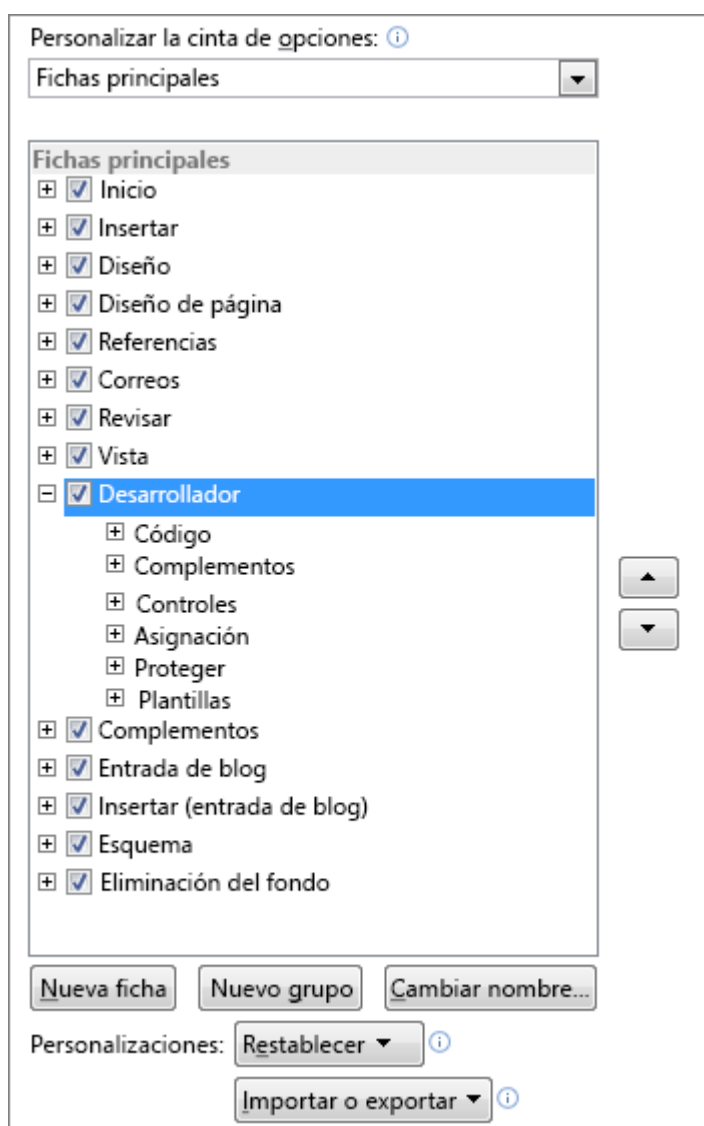 Personalizar la cinta de opciones:
Fichas principales
Fichas principales
Inicio
Insertar
Diseño
Diseño de página
Referencias
Correos
Revisar
Vista
Desarrollador
Código
Complementos
Controles
Asignación
Proteger
Plantillas
Complementos
Entrada de blog
Insertar (entrada de blog)
Esquema
Eliminación del fondo
Nueva ficha Nuevo grupo Cambiar nombre...
Personalizaciones: Restablecer
Importar o exportar